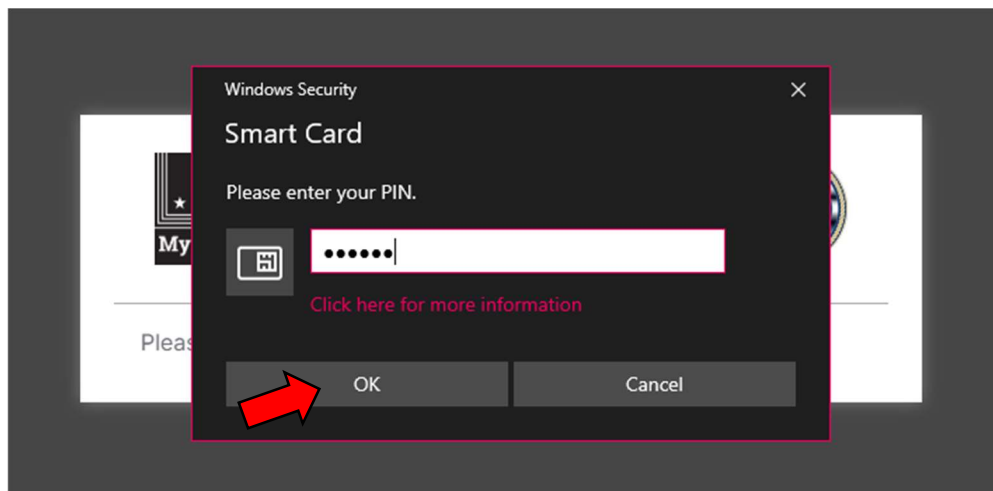 Windows Security
Smart Card
Please enter your PIN.
My
••••••
Click here for more information
Pleas
OK Cancel